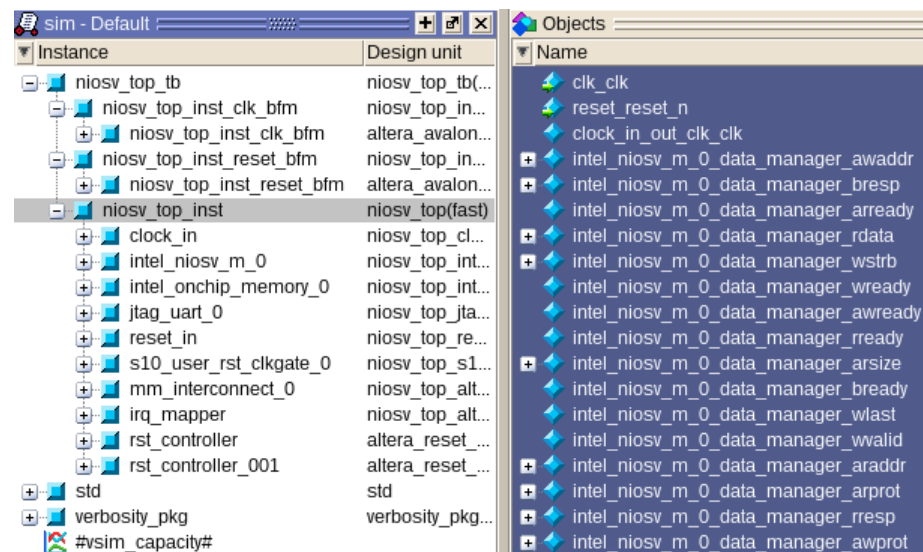 sim - Default
Instance Design unit
niosv_top_tb niosv_top_tb(...
niosv_top_inst_clk_bfm niosv_top_in...
niosv_top_inst_clk_bfm altera_avalon...
niosv_top_inst_reset_bfm niosv_top_in...
niosv_top_inst_reset_bfm altera_avalon...
niosv_top_inst niosv_top(fast)
clock_in niosv_top_cl...
intel_niosv_m_0 niosv_top_int...
intel_onchip_memory_0 niosv_top_int...
jtag_uart_0 niosv_top_jta...
reset_in niosv_top_re...
s10_user_rst_clkgate_0 niosv_top_s1...
mm_interconnect_0 niosv_top_alt...
irq_mapper niosv_top_alt...
rst_controller altera_reset_...
rst_controller_001 altera_reset_...
std std
verbosity_pkg verbosity_pkg...
#vsim_capacity#
Objects
Name
clk_clk
reset_reset_n
clock_in_out_clk_clk
intel_niosv_m_0_data_manager_awaddr
intel_niosv_m_0_data_manager_bresp
intel_niosv_m_0_data_manager_arready
intel_niosv_m_0_data_manager_rdata
intel_niosv_m_0_data_manager_wstrb
intel_niosv_m_0_data_manager_wready
intel_niosv_m_0_data_manager_awready
intel_niosv_m_0_data_manager_rready
intel_niosv_m_0_data_manager_arsize
intel_niosv_m_0_data_manager_bready
intel_niosv_m_0_data_manager_wlast
intel_niosv_m_0_data_manager_wvalid
intel_niosv_m_0_data_manager_araddr
intel_niosv_m_0_data_manager_arprot
intel_niosv_m_0_data_manager_rresp
intel_niosv_m_0_data_manager_awprot